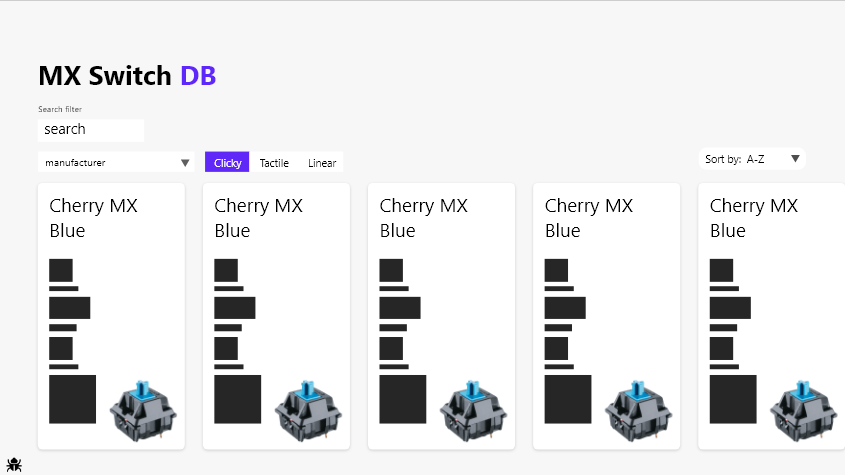 MX Switch DB
Search filter
search
manufacturer
Clicky Tactile Linear
Sort by: A-Z
Cherry MX
Blue
Cherry MX
Blue
Cherry MX
Blue
Cherry MX
Blue
Cherry MX
Blue